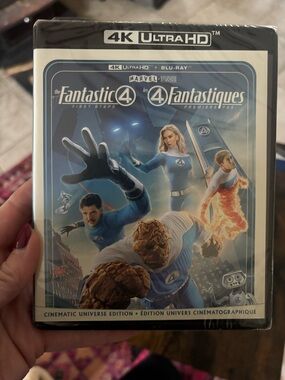 4K ULTRAHD™
4K ULTRAHD + BLU-RAY
MARVEL STUDIOS
the Fantastic 4 FIRST STEPS
les 4 Fantastiques PREMIERS PAS
CINEMATIC UNIVERSE EDITION • ÉDITION UNIVERS CINÉMATOGRAPHIQUE